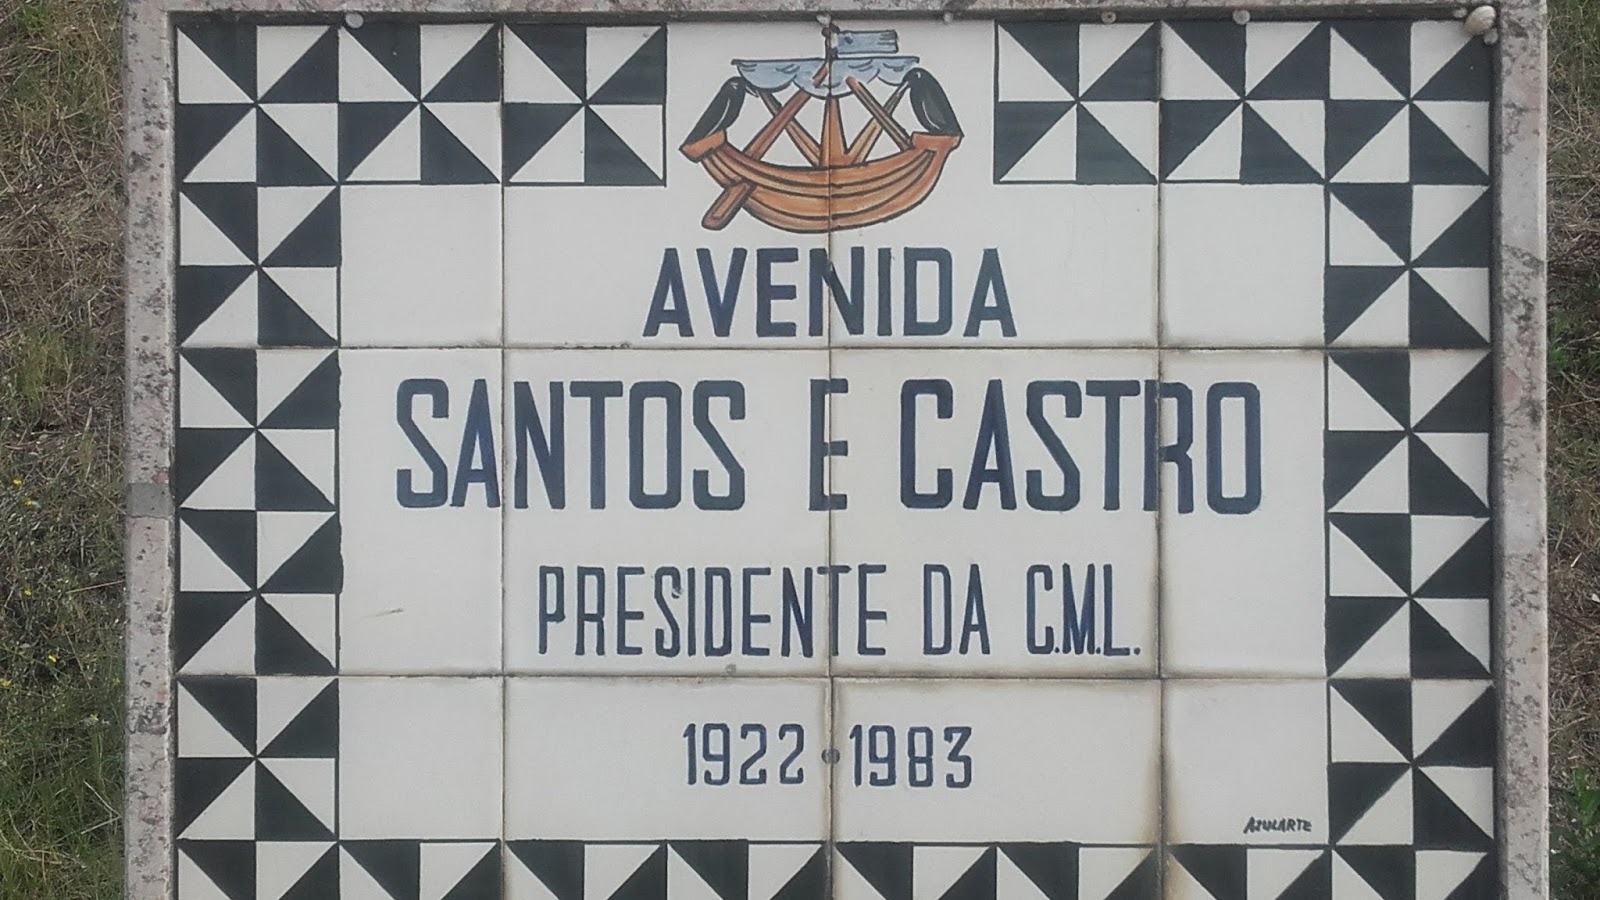 AVENIDA
SANTOS E CASTRO
PRESIDENTE DA C.M.L.
1922 • 1983
AZULARTE